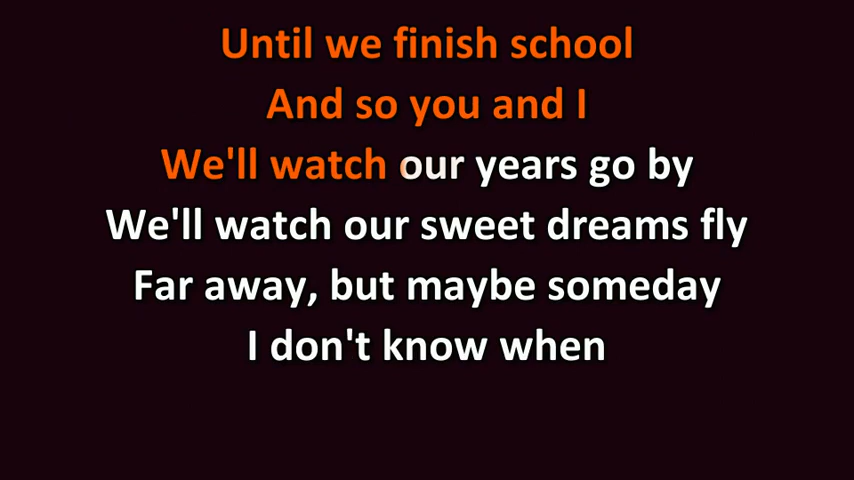 Until we finish school
And so you and I
We'll watch our years go by
We'll watch our sweet dreams fly
Far away, but maybe someday
I don't know when